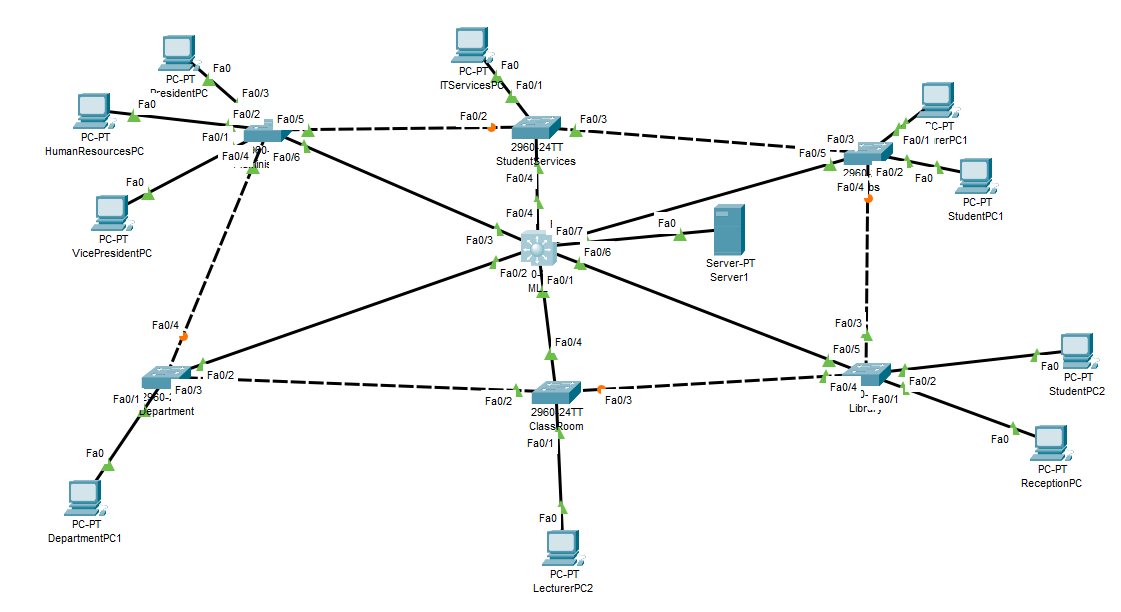 PC-PT
PresidentPC
Fa0
Fa0/3
PC-PT
HumanResourcesPC
Fa0
Fa0/2
Fa0/1
Fa0/4
Fa0/5
Fa0/6
PC-PT
VicePresidentPC
Fa0
PC-PT
ITServicesPC
Fa0
Fa0/1
Fa0/2
Fa0/3
2960-24TT
StudentServices
Fa0/4
Fa0/4
Fa0/3
Fa0/5
Fa0/1
PC-PT
Fa0/2
Fa0/4
Fa0
PC-PT
StudentPC1
Fa0/7
Fa0/6
Fa0
Server-PT
Server1
Fa0/3
Fa0/2
Fa0/1
Fa0/4
Fa0/2
Fa0/3
Fa0/1
Department
Fa0
PC-PT
DepartmentPC1
Fa0/4
Fa0/2
Fa0/3
2960-24TT
ClassRoom
Fa0/1
Fa0
PC-PT
LecturerPC2
Fa0/3
Fa0/5
Fa0/4
Fa0/2
Fa0/1
Library
Fa0
PC-PT
StudentPC2
Fa0
PC-PT
ReceptionPC